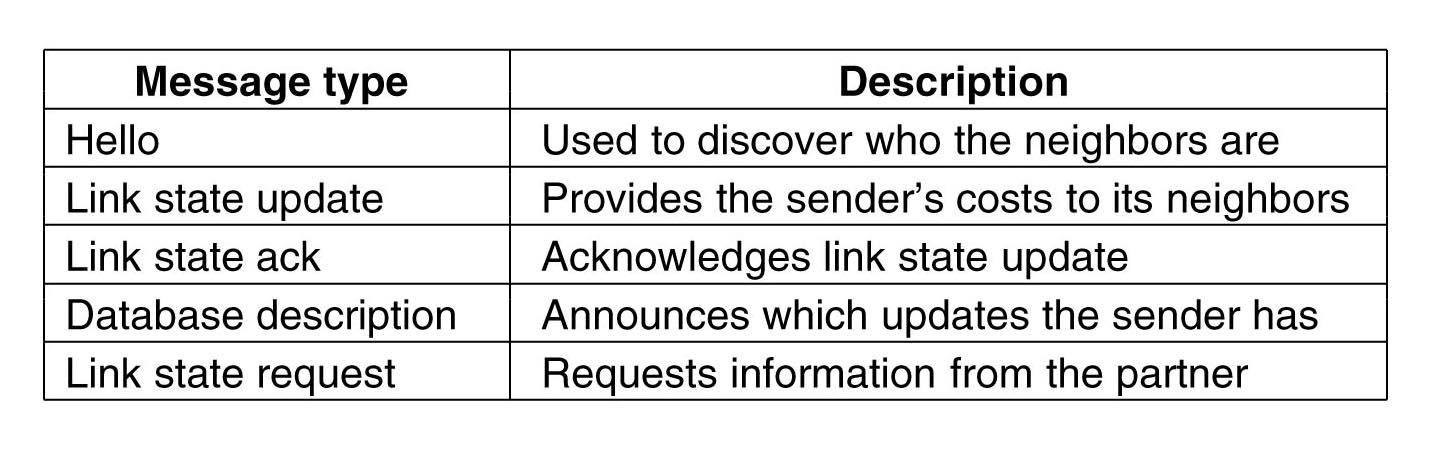 Message type Description
Hello Used to discover who the neighbors are
Link state update Provides the sender’s costs to its neighbors
Link state ack Acknowledges link state update
Database description Announces which updates the sender has
Link state request Requests information from the partner